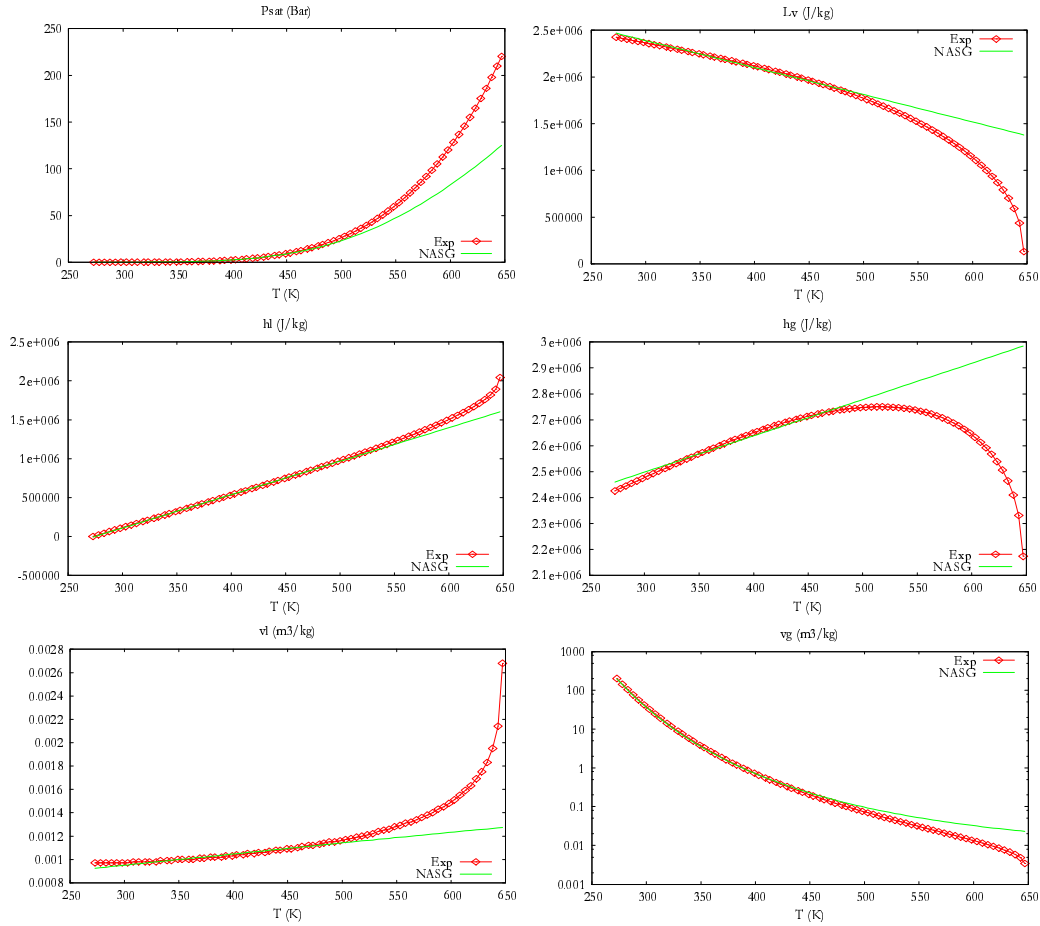 Psat (Bar)
250
200
150
100
50
0
Exp
NASG
250 300 350 400 450 500 550 600 650
T (K)
Lv (J/kg)
2.5e+006
2e+006
1.5e+006
1e+006
500000
0
Exp
NASG
250 300 350 400 450 500 550 600 650
T (K)
hl (J/kg)
2.5e+006
2e+006
1.5e+006
1e+006
500000
0
-500000
Exp
NASG
250 300 350 400 450 500 550 600 650
T (K)
hg (J/kg)
3e+006
2.9e+006
2.8e+006
2.7e+006
2.6e+006
2.5e+006
2.4e+006
2.3e+006
2.2e+006
2.1e+006
Exp
NASG
250 300 350 400 450 500 550 600 650
T (K)
vl (m3/kg)
0.0028
0.0026
0.0024
0.0022
0.002
0.0018
0.0016
0.0014
0.0012
0.001
0.0008
Exp
NASG
250 300 350 400 450 500 550 600 650
T (K)
vg (m3/kg)
1000
100
10
1
0.1
0.01
0.001
Exp
NASG
250 300 350 400 450 500 550 600 650
T (K)